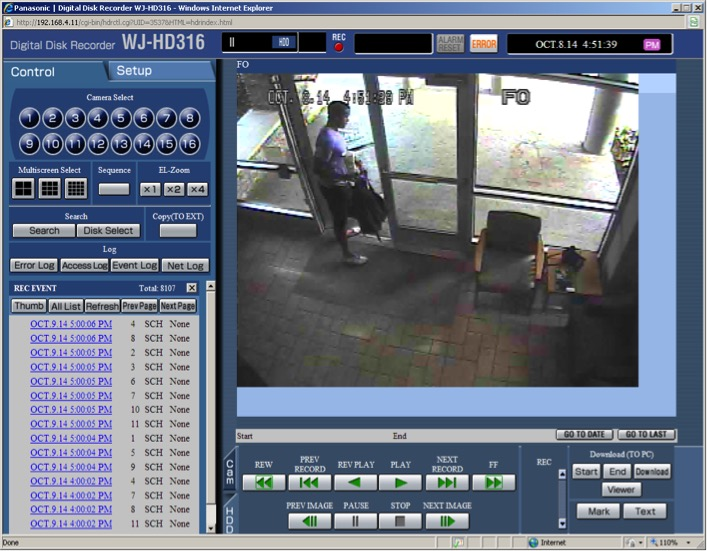 Panasonic | Digital Disk Recorder WJ-HD316 - Windows Internet Explorer
http://192.168.4.11/cgi-bin/hdrctl.cgi?UID=3537&HTML=hdrindex.html
Digital Disk Recorder WJ-HD316
HDD
REC
ALARM RESET
ERROR
OCT.8.14 4:51:39 PM
Control
Setup
FO
Camera Select
1 2 3 4 5 6 7 8
9 10 11 12 13 14 15 16
Multiscreen Select
Sequence
EL-Zoom
×1 ×2 ×4
Search
Copy(TO EXT)
Search Disk Select
Log
Error Log Access Log Event Log Net Log
REC EVENT Total: 8107
Thumb All List Refresh Prev Page Next Page
OCT.9.14 5:00:06 PM 4 SCH None
OCT.9.14 5:00:06 PM 8 SCH None
OCT.9.14 5:00:05 PM 2 SCH None
OCT.9.14 5:00:05 PM 3 SCH None
OCT.9.14 5:00:05 PM 6 SCH None
OCT.9.14 5:00:05 PM 7 SCH None
OCT.9.14 5:00:05 PM 10 SCH None
OCT.9.14 5:00:05 PM 11 SCH None
OCT.9.14 5:00:04 PM 1 SCH None
OCT.9.14 5:00:04 PM 5 SCH None
OCT.9.14 5:00:04 PM 9 SCH None
OCT.9.14 4:00:02 PM 4 SCH None
OCT.9.14 4:00:02 PM 7 SCH None
OCT.9.14 4:00:02 PM 8 SCH None
OCT.9.14 4:00:02 PM 11 SCH None
OCT. 8.14 4:51:39 PM FO
Start End GO TO DATE GO TO LAST
Cam
HDD
REW PREV RECORD REV PLAY PLAY NEXT RECORD FF
PREV IMAGE PAUSE STOP NEXT IMAGE
REC
Download (TO PC)
Start End Download
Viewer
Mark Text
Done
Internet
110%